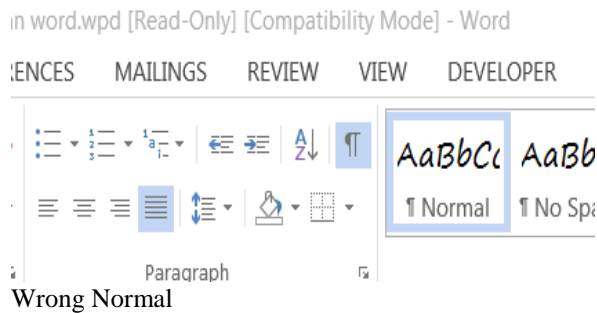 n word.wpd [Read-Only] [Compatibility Mode] - Word
ENCES MAILINGS REVIEW VIEW DEVELOPER
AaBbCc AaBb
¶ Normal ¶ No Spa
Paragraph
Wrong Normal